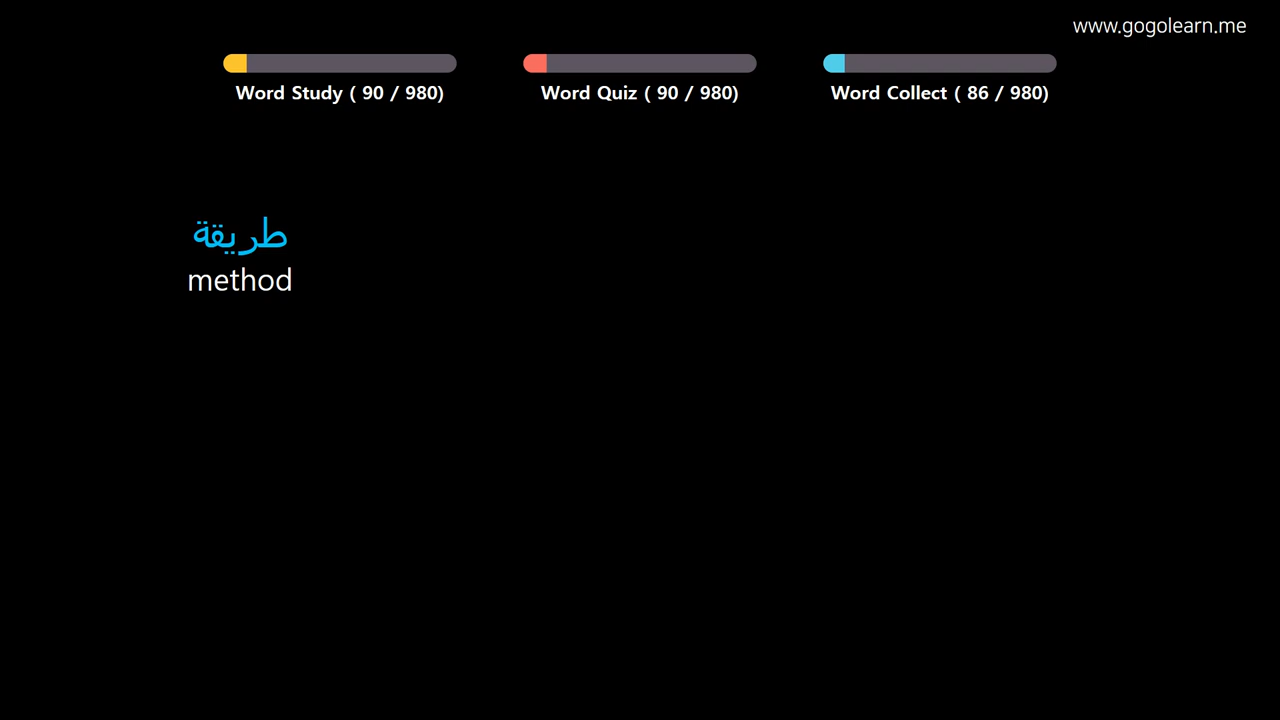 www.gogolearn.me
Word Study ( 90 / 980)
Word Quiz ( 90 / 980)
Word Collect ( 86 / 980)
طريقة
method